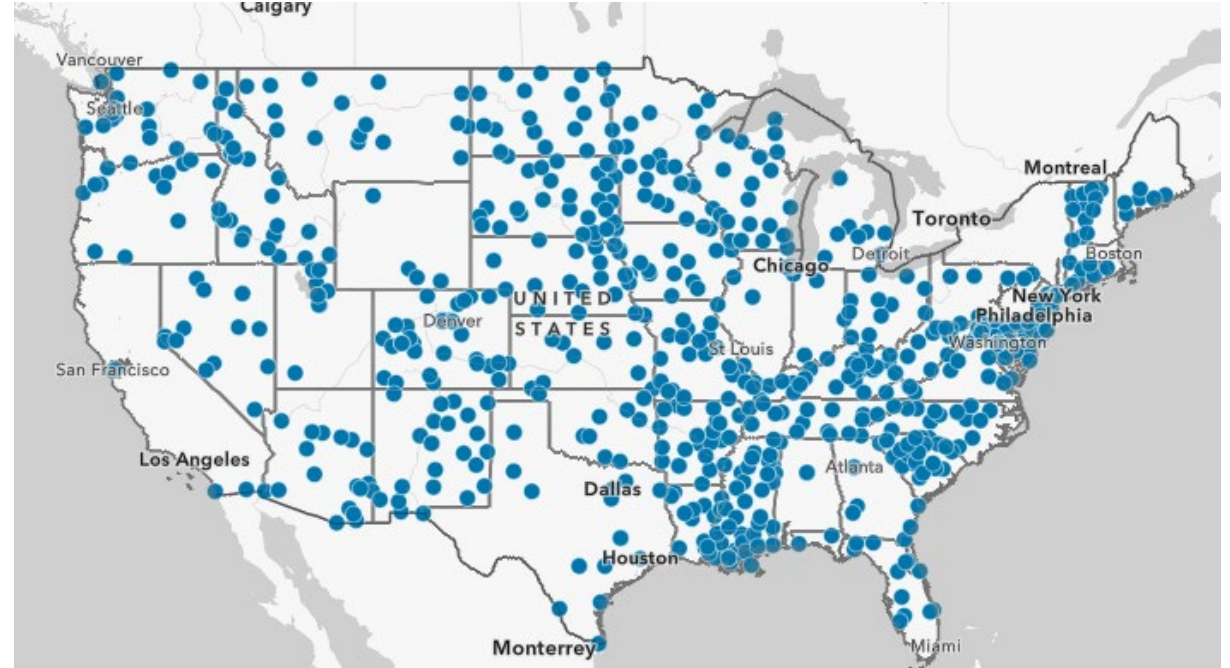 Calgary
Vancouver
Seattle
Montreal
Toronto
Boston
Detroit
Chicago
New York
UNITED
STATES
Philadelphia
Denver
Washington
St Louis
San Francisco
Los Angeles
Atlanta
Dallas
Houston
Monterrey
Miami